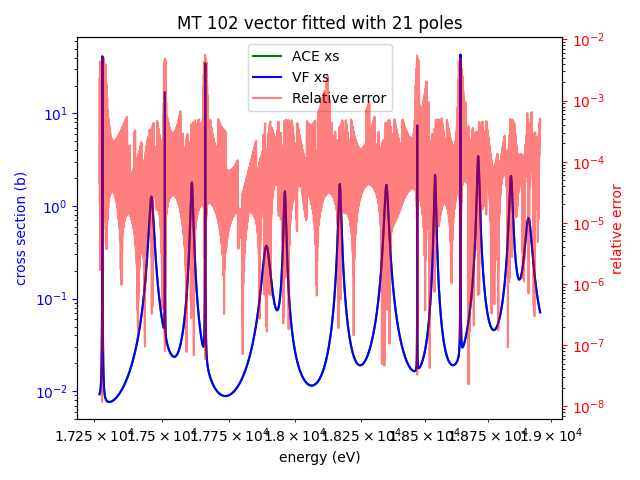 MT 102 vector fitted with 21 poles
ACE xs
VF xs
Relative error
cross section (b)
10¹
10⁰
10⁻¹
10⁻²
relative error
10⁻²
10⁻³
10⁻⁴
10⁻⁵
10⁻⁶
10⁻⁷
10⁻⁸
1.725 × 10⁴ 1.75 × 10⁴ 1.775 × 10⁴ 1.8 × 10⁴ 1.825 × 10⁴ 1.85 × 10⁴ 1.875 × 10⁴ 1.9 × 10⁴
energy (eV)